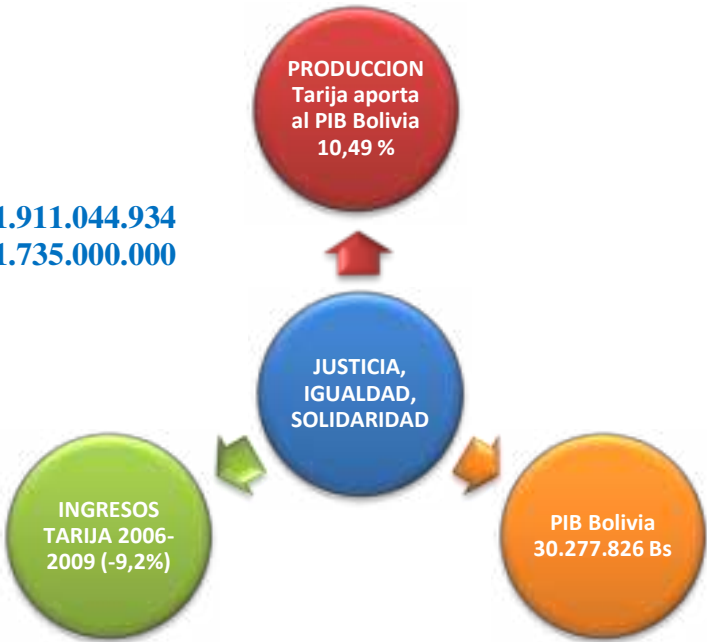 PRODUCCION
Tarija aporta
al PIB Bolivia
10,49 %
1.911.044.934
1.735.000.000
JUSTICIA,
IGUALDAD,
SOLIDARIDAD
INGRESOS
TARIJA 2006-
2009 (-9,2%)
PIB Bolivia
30.277.826 Bs